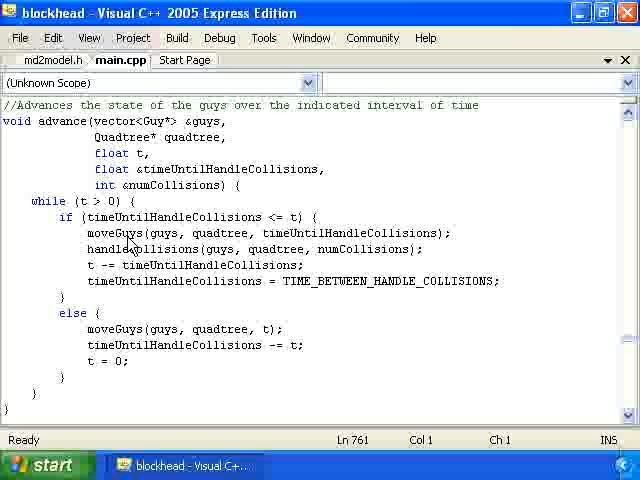 blockhead - Visual C++ 2005 Express Edition
File Edit View Project Build Debug Tools Window Community Help
md2model.h main.cpp Start Page
(Unknown Scope)
//Advances the state of the guys over the indicated interval of time
void advance(vector<Guy*> &guys,
Quadtree* quadtree,
float t,
float &timeUntilHandleCollisions,
int &numCollisions) {
while (t > 0) {
if (timeUntilHandleCollisions <= t) {
moveGuys(guys, quadtree, timeUntilHandleCollisions);
handleCollisions(guys, quadtree, numCollisions);
t -= timeUntilHandleCollisions;
timeUntilHandleCollisions = TIME_BETWEEN_HANDLE_COLLISIONS;
}
else {
moveGuys(guys, quadtree, t);
timeUntilHandleCollisions -= t;
t = 0;
}
}
}
Ready Ln 761 Col 1 Ch 1 INS
start blockhead - Visual C++...